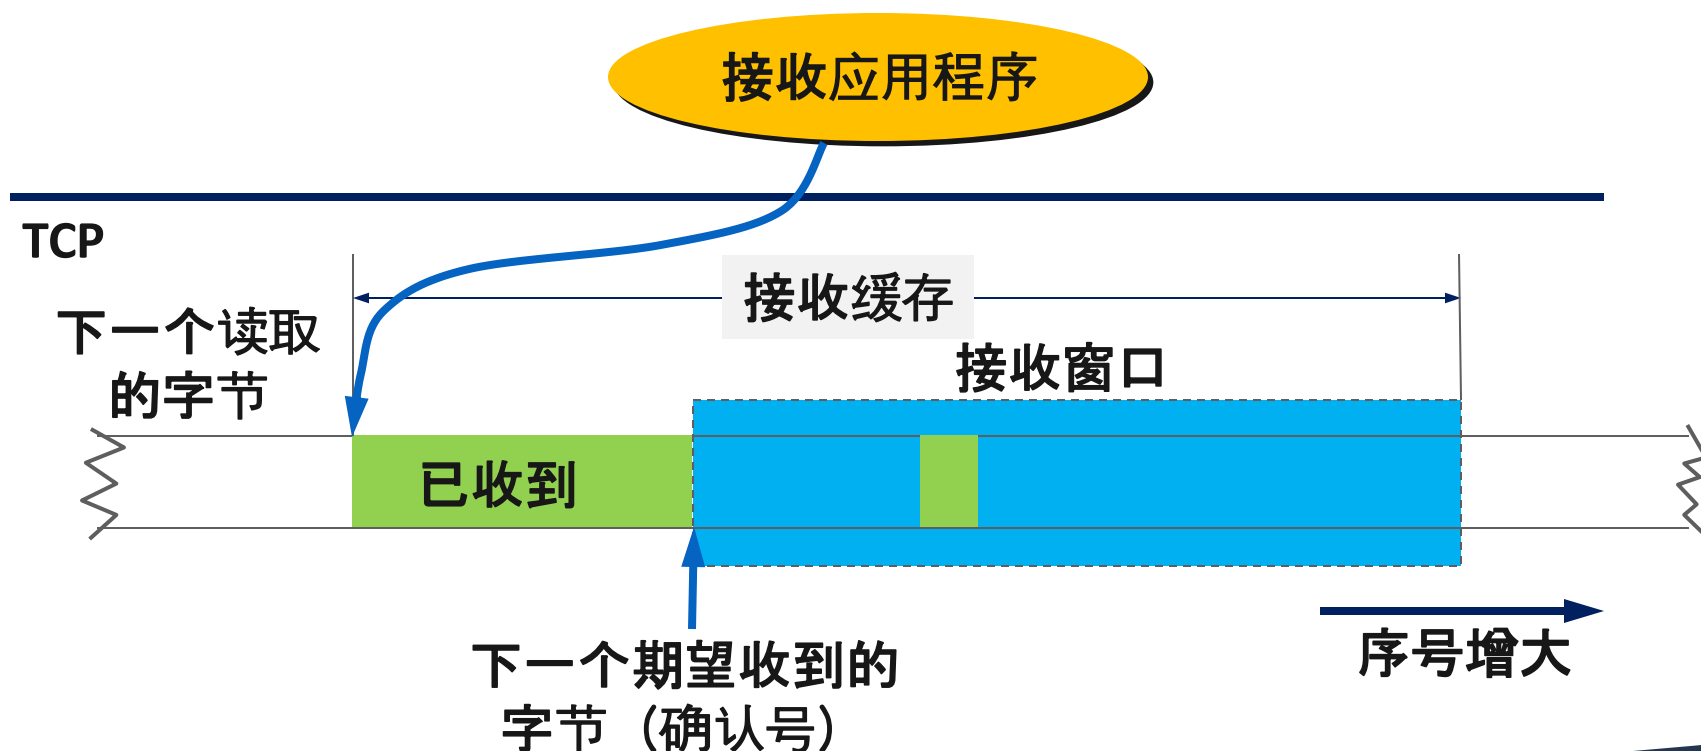 接收应用程序
TCP
接收缓存
下一个读取
的字节
接收窗口
已收到
下一个期望收到的
字节（确认号）
序号增大